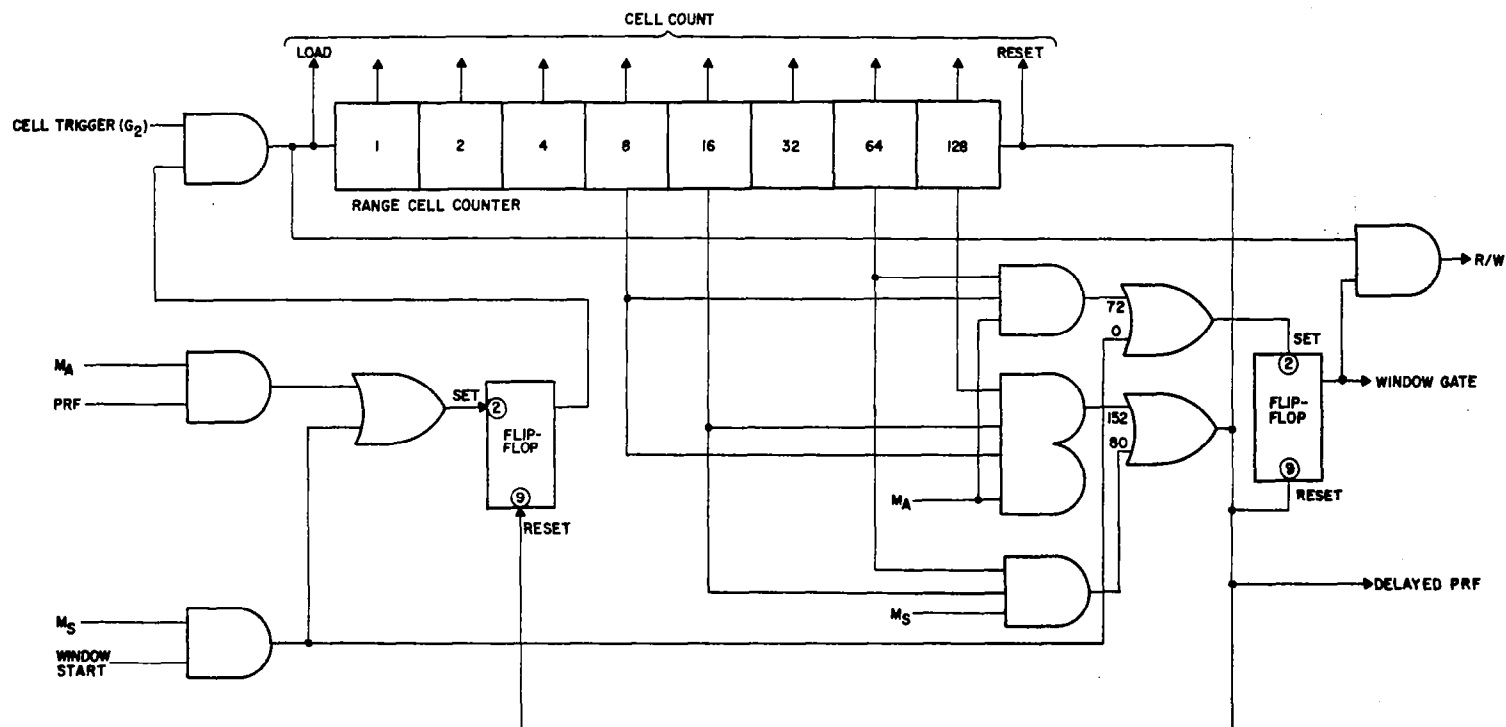 CELL COUNT
LOAD
RESET
CELL TRIGGER (G2)
1
2
4
8
16
32
64
128
RANGE CELL COUNTER
R/W
72
0
SET
2
FLIP-
FLOP
9
RESET
WINDOW GATE
MA
PRF
SET
2
FLIP-
FLOP
9
RESET
152
80
MA
MS
DELAYED PRF
MS
WINDOW
START